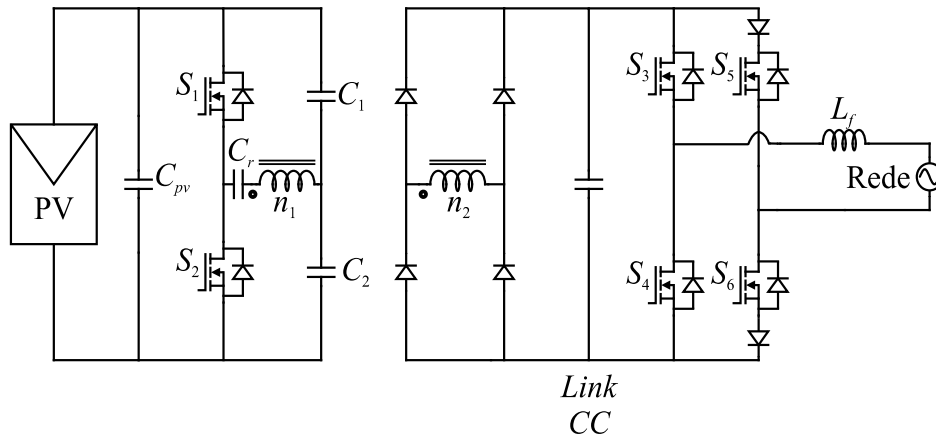 PV
C_pv
S_1
S_2
C_r
n_1
C_1
C_2
n_2
Link
CC
S_3
S_4
S_5
S_6
L_f
Rede